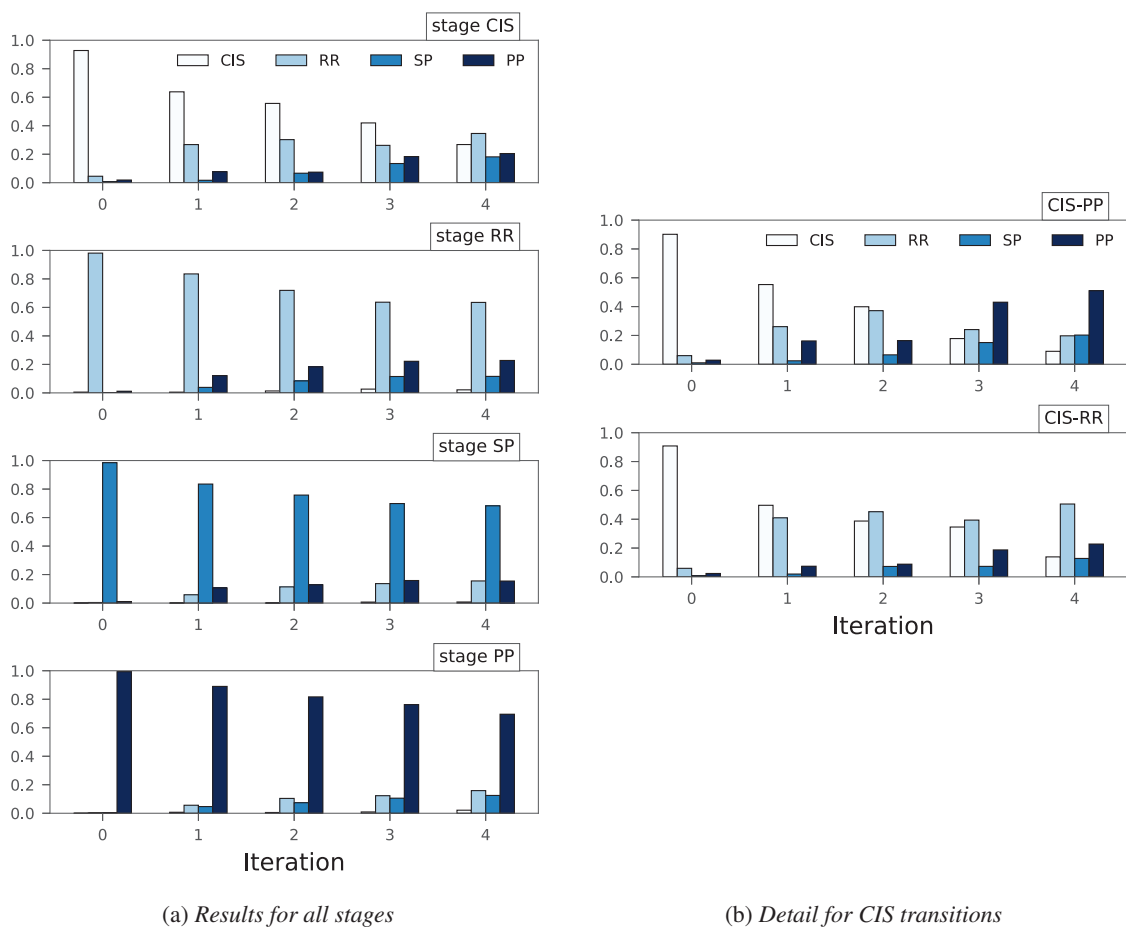 stage CIS
1.0
0.8
0.6
0.4
0.2
0.0
CIS RR SP PP
0 1 2 3 4
stage RR
1.0
0.8
0.6
0.4
0.2
0.0
0 1 2 3 4
stage SP
1.0
0.8
0.6
0.4
0.2
0.0
0 1 2 3 4
stage PP
1.0
0.8
0.6
0.4
0.2
0.0
0 1 2 3 4
Iteration
(a) Results for all stages
CIS-PP
1.0
0.8
0.6
0.4
0.2
0.0
CIS RR SP PP
0 1 2 3 4
CIS-RR
1.0
0.8
0.6
0.4
0.2
0.0
0 1 2 3 4
Iteration
(b) Detail for CIS transitions